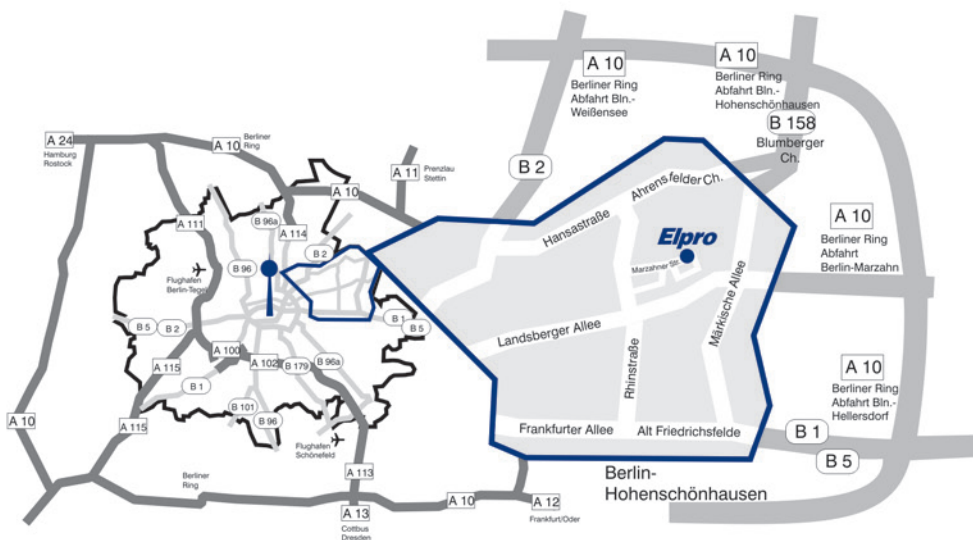 A 10
Berliner Ring
Abfahrt Bln.-
Weißensee
A 10
Berliner Ring
Abfahrt Bln.-
Hohenschönhausen
B 158
Blumberger
Ch.
B 2
A 24
Hamburg
Rostock
A 10
Berliner
Ring
A 11
Prenzlau
Stettin
A 10
A 111
B 96a
A 114
B 2
Flughafen
Berlin-Tegel
B 96
B 5
B 2
B 1
B 5
A 100
A 102
B 179
B 96a
A 115
B 1
B 101
B 96
A 115
A 10
Flughafen
Schönefeld
Berliner
Ring
A 113
A 13
Cottbus
Dresden
A 10
A 12
Frankfurt/Oder
Hansastraße
Ahrensfelder Ch.
Elpro
Marzahner Str.
Landsberger Allee
Rhinstraße
Märkische Allee
Frankfurter Allee
Alt Friedrichsfelde
A 10
Berliner Ring
Abfahrt
Berlin-Marzahn
A 10
Berliner Ring
Abfahrt Bln.-
Hellersdorf
B 1
B 5
Berlin-
Hohenschönhausen